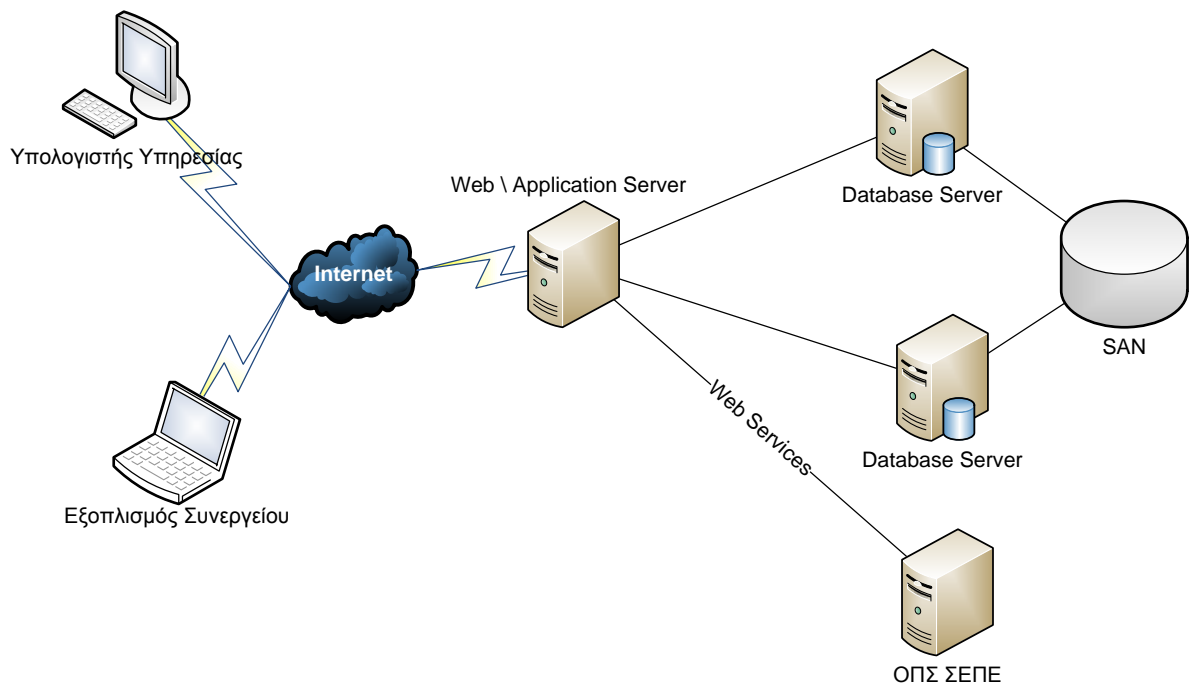 Υπολογιστής Υπηρεσίας
Web \ Application Server
Database Server
Internet
SAN
Web Services
Database Server
Εξοπλισμός Συνεργείου
ΟΠΣ ΣΕΠΕ